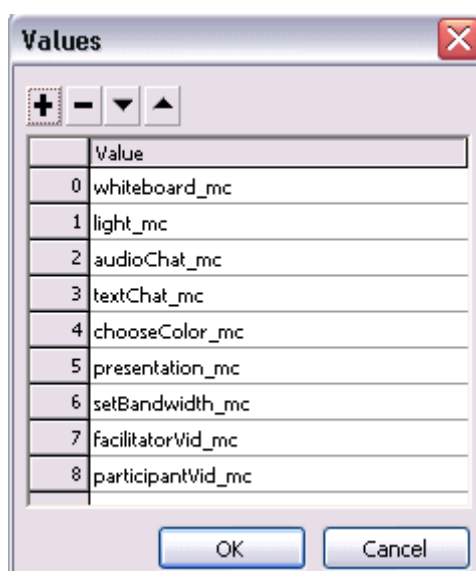 Values
Value
0 whiteboard_mc
1 light_mc
2 audioChat_mc
3 textChat_mc
4 chooseColor_mc
5 presentation_mc
6 setBandwidth_mc
7 facilitatorVid_mc
8 participantVid_mc
OK Cancel